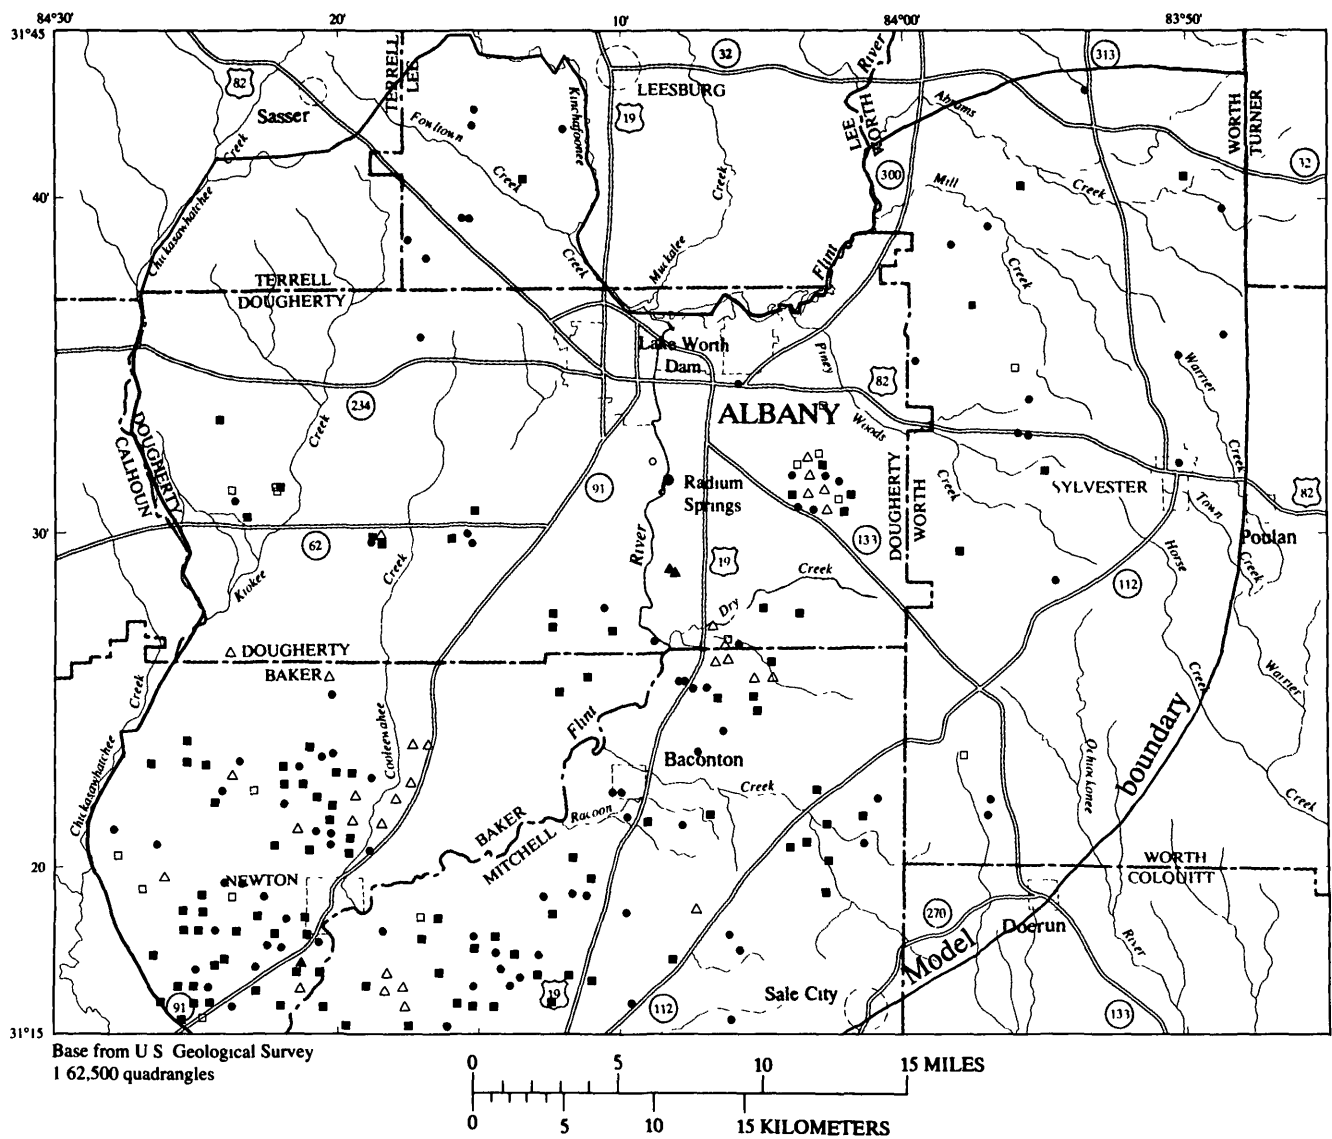 84°30' 20' 10' 84°00' 83°50'
31°45'
32
313
82
TERRELL
LEE
River
LEESBURG
Sasser
19
Kinchafoonee
Fowltown
Creek
LEE
WORTH
Abrams
WORTH
TURNER
Creek
Creek
300
32
40'
Mill
Creek
Chickasawhatchee
Creek
Muckalee
Flint
Creek
TERRELL
DOUGHERTY
Lake Worth
Dam
Piney
82
Warrier
234
ALBANY
Woods
DOUGHERTY
CALHOUN
Creek
Creek
91
Radium
Springs
DOUGHERTY
WORTH
Creek
SYLVESTER
82
Town
30'
62
River
19
133
Horse
Poulan
Creek
Kiokee
Creek
Creek
Dry
112
DOUGHERTY
BAKER
Creek
Creek
Warrier
Flint
Cooleewahee
Chickasawhatchee
Baconton
Creek
Ochlockonee
boundary
Creek
BAKER
MITCHELL
Racoon
20'
NEWTON
WORTH
COLQUITT
270
Doerun
River
Model
91
19
112
Sale City
133
31°15'
Base from U S Geological Survey
1 62,500 quadrangles
0 5 10 15 MILES
0 5 10 15 KILOMETERS